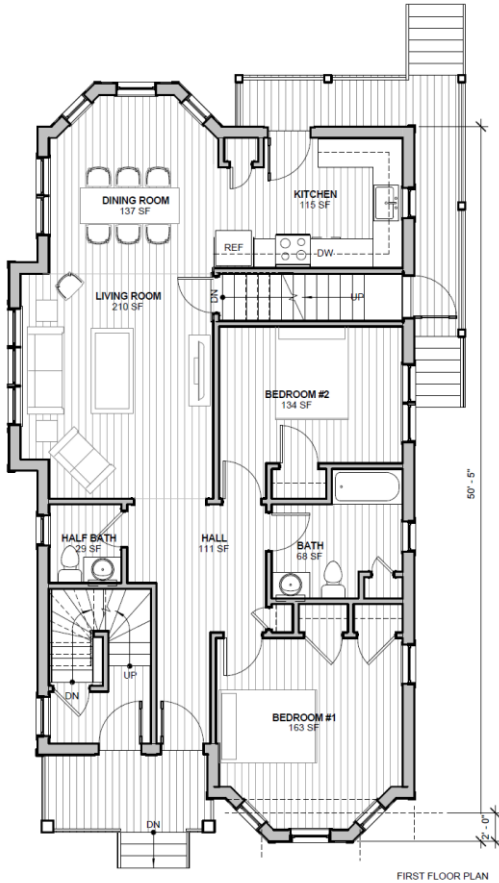 DINING ROOM
137 SF
KITCHEN
115 SF
REF
DW
LIVING ROOM
210 SF
DN
UP
BEDROOM #2
134 SF
50' - 5"
HALF BATH
29 SF
HALL
111 SF
BATH
68 SF
DN
UP
BEDROOM #1
163 SF
DN
2' - 0"
FIRST FLOOR PLAN